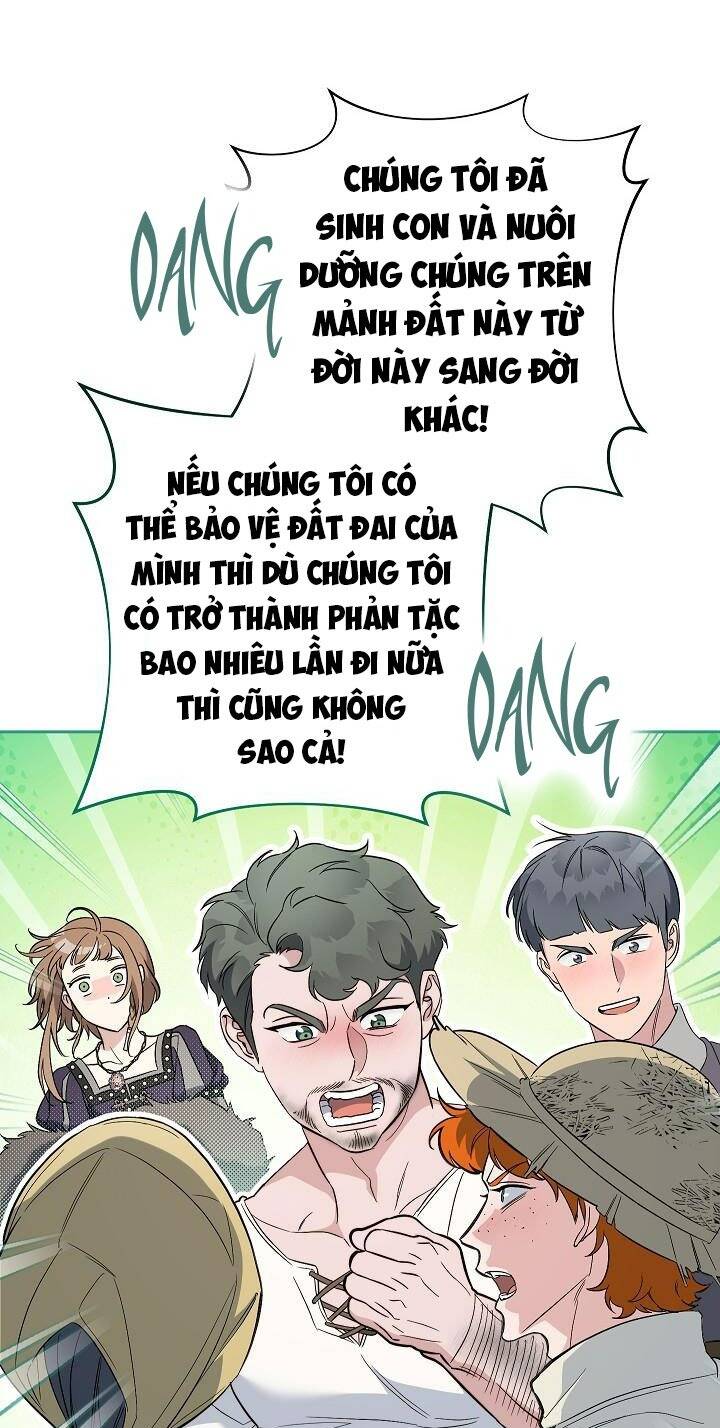 CHÚNG TÔI ĐÃ
SINH CON VÀ NUÔI
DƯỠNG CHÚNG TRÊN
MẢNH ĐẤT NÀY TỪ
ĐỜI NÀY SANG ĐỜI
KHÁC!
OANG
NẾU CHÚNG TÔI CÓ
THỂ BẢO VỆ ĐẤT ĐAI CỦA
MÌNH THÌ DÙ CHÚNG TÔI
CÓ TRỞ THÀNH PHẢN TẶC
BAO NHIÊU LẦN ĐI NỮA
THÌ CŨNG KHÔNG
SAO CẢ!
OANG